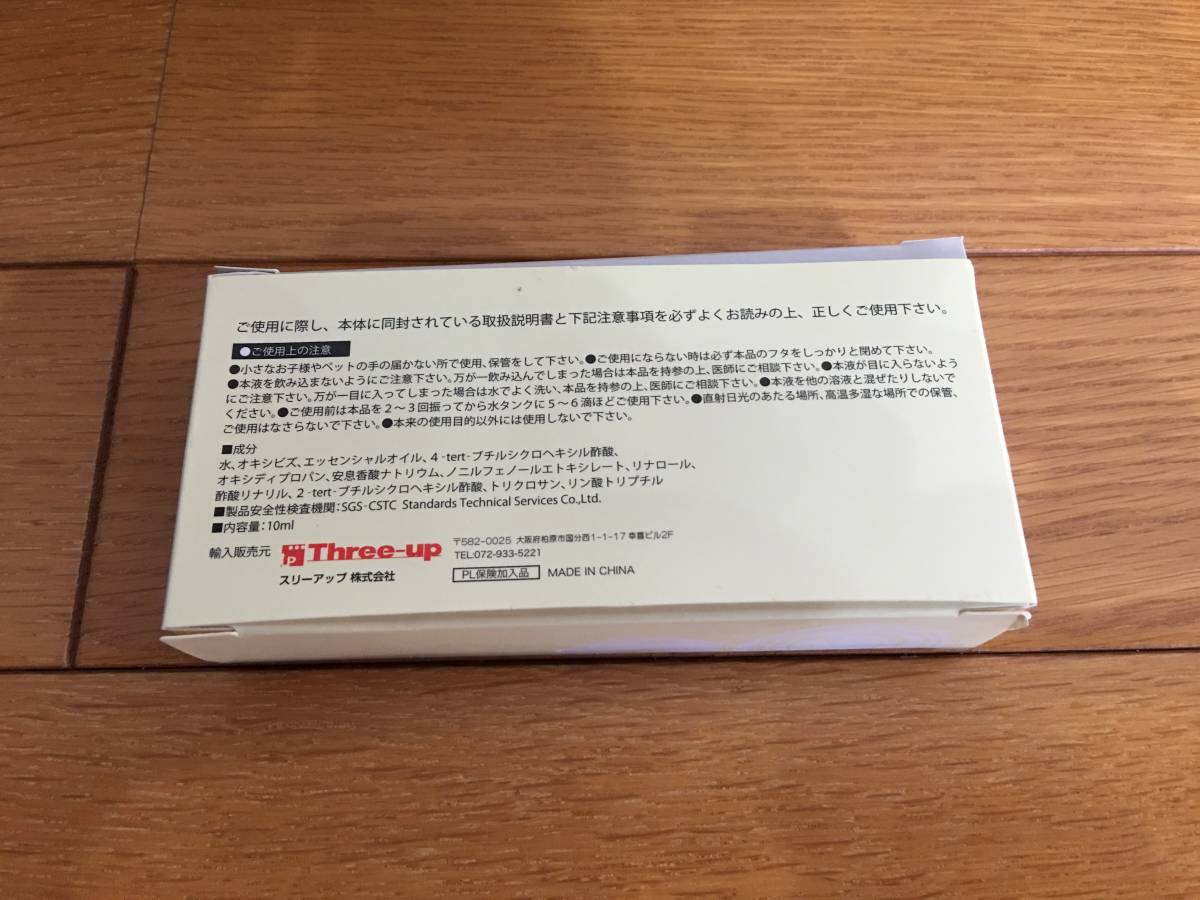 ご使用に際し、本体に同封されている取扱説明書と下記注意事項を必ずよくお読みの上、正しくご使用下さい。
●ご使用上の注意
●小さなお子様やペットの手の届かない所で使用、保管をして下さい。●ご使用にならない時は必ず本品のフタをしっかりと閉めて下さい。
●本液を飲み込まないようにご注意下さい。万が一飲み込んでしまった場合は本品を持参の上、医師にご相談下さい。●本液が目に入らないよう
にご注意下さい。万が一目に入ってしまった場合は水でよく洗い、本品を持参の上、医師にご相談下さい。●本液を他の溶液と混ぜたりしないで
ください。●ご使用前は本品を2～3回振ってから水タンクに5～6滴ほどご使用下さい。●直射日光のあたる場所、高温多湿な場所での保管、
ご使用はなさらないで下さい。●本来の使用目的以外には使用しないで下さい。
■成分
水、オキシビズ、エッセンシャルオイル、4-tert-ブチルシクロヘキシル酢酸、
オキシディプロパン、安息香酸ナトリウム、ノニルフェノールエトキシレート、リナロール、
酢酸リナリル、2-tert-ブチルシクロヘキシル酢酸、トリクロサン、リン酸トリブチル
■製品安全性検査機関：SGS-CSTC Standards Technical Services Co.,Ltd.
■内容量：10ml
輸入販売元 Three-up
スリーアップ 株式会社
〒582-0025 大阪府柏原市国分西1-1-17 幸喜ビル2F
TEL:072-933-5221
PL保険加入品 MADE IN CHINA